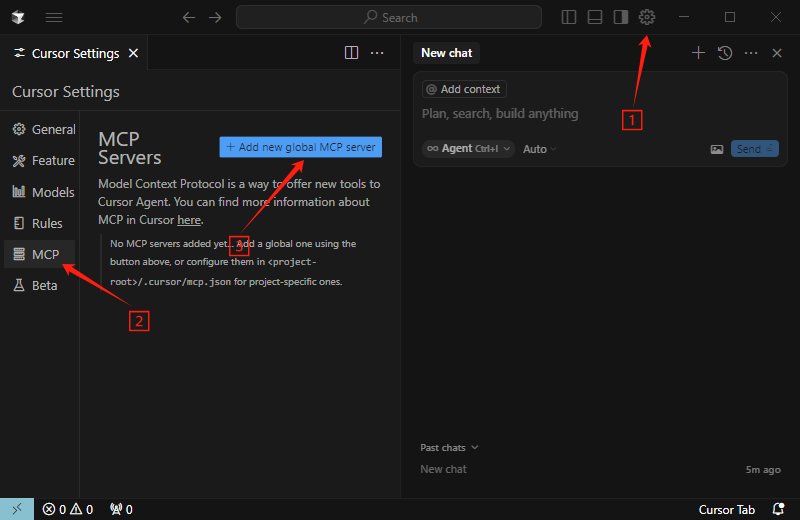 Search
Cursor Settings
Cursor Settings
General
Feature
Models
Rules
MCP
Beta
MCP
Servers
+ Add new global MCP server
Model Context Protocol is a way to offer new tools to
Cursor Agent. You can find more information about
MCP in Cursor here.
No MCP servers added yet... Add a global one using the
button above, or configure them in <project-
root>/.cursor/mcp.json for project-specific ones.
2
3
New chat
1
@ Add context
Plan, search, build anything
∞ Agent Ctrl+I
Auto
Send
Past chats
New chat
5m ago
0
0
0
Cursor Tab